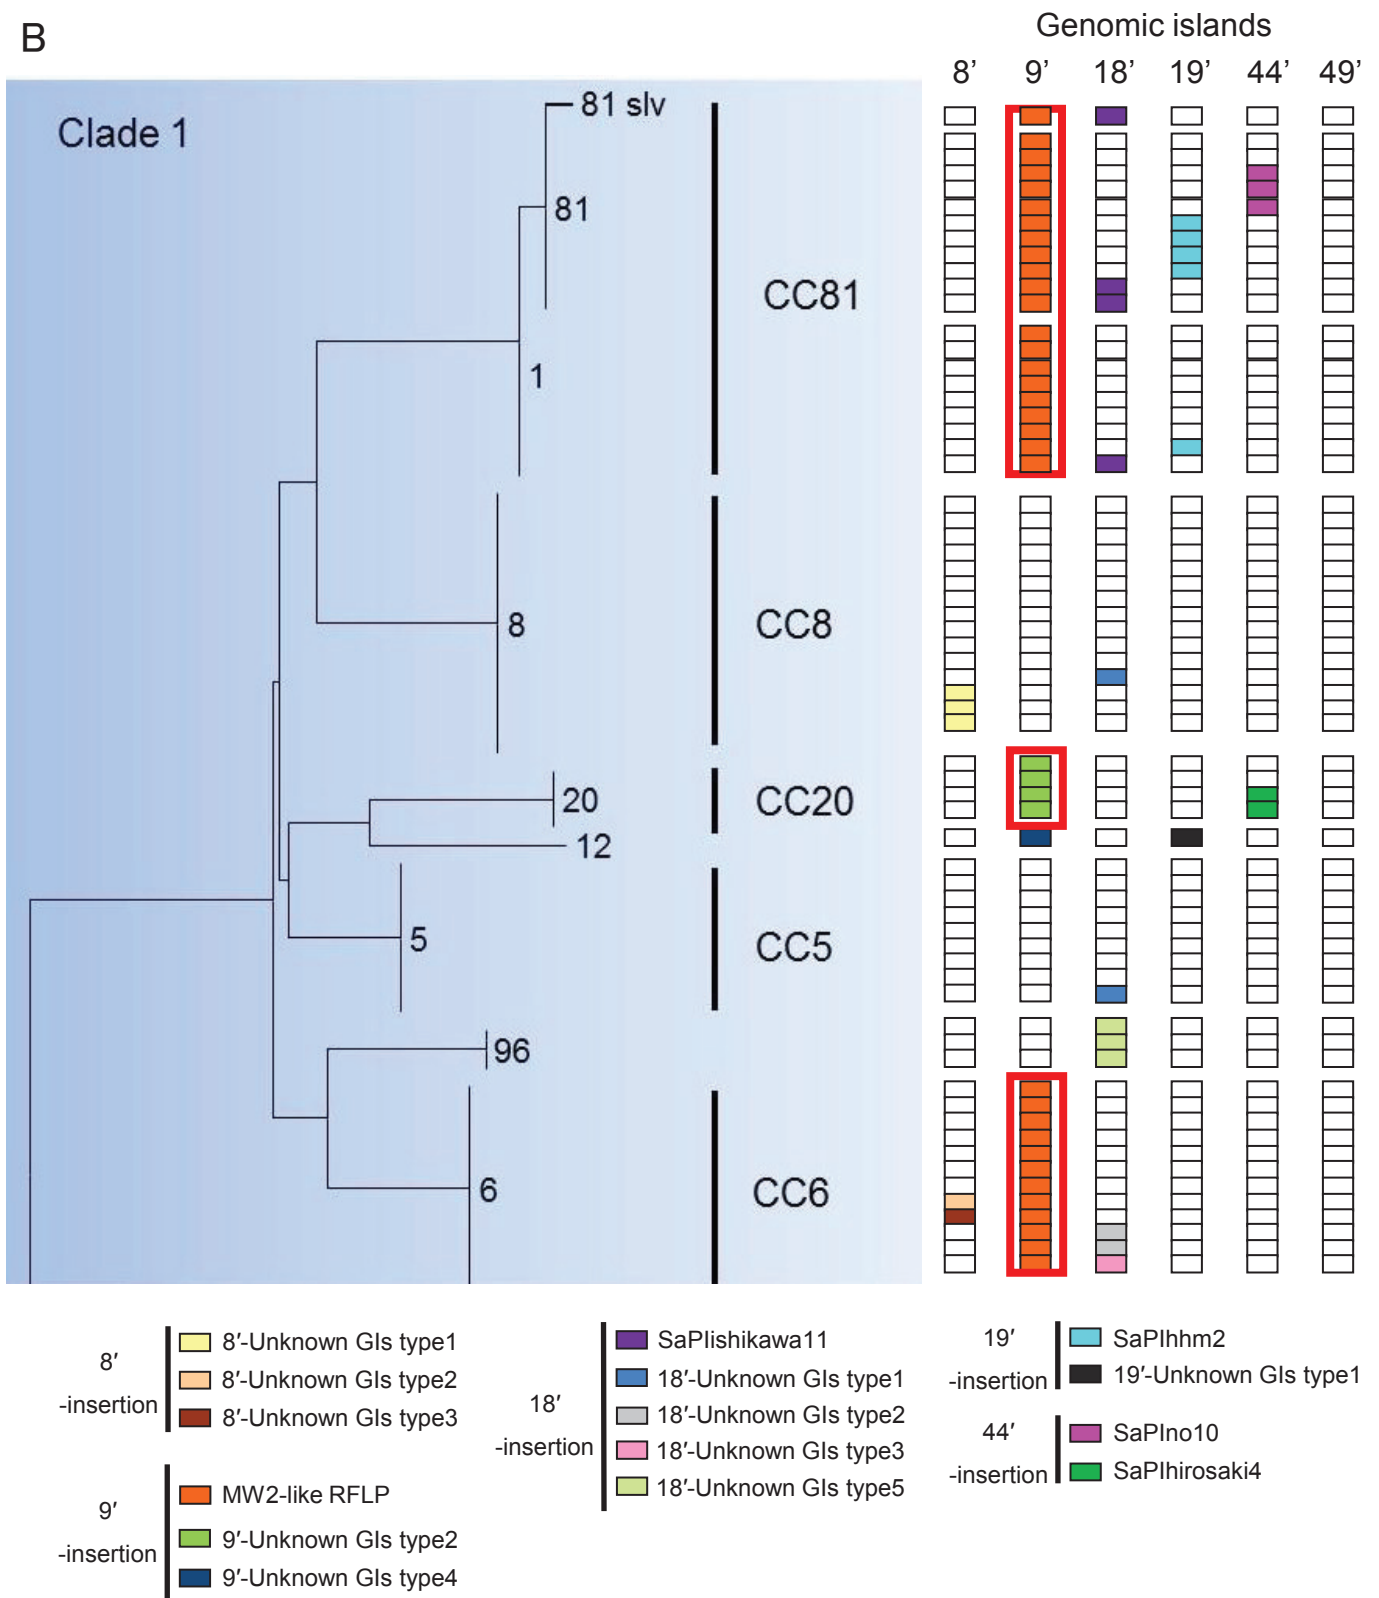 B
Genomic islands
8’ 9’ 18’ 19’ 44’ 49’
Clade 1
81 slv
81
CC81
1
8
CC8
20
CC20
12
5
CC5
96
6
CC6
8′
-insertion
8′-Unknown GIs type1
8′-Unknown GIs type2
8′-Unknown GIs type3
9′
-insertion
MW2-like RFLP
9′-Unknown GIs type2
9′-Unknown GIs type4
18′
-insertion
SaPIishikawa11
18′-Unknown GIs type1
18′-Unknown GIs type2
18′-Unknown GIs type3
18′-Unknown GIs type5
19′
-insertion
SaPIhhm2
19′-Unknown GIs type1
44′
-insertion
SaPIno10
SaPIhirosaki4